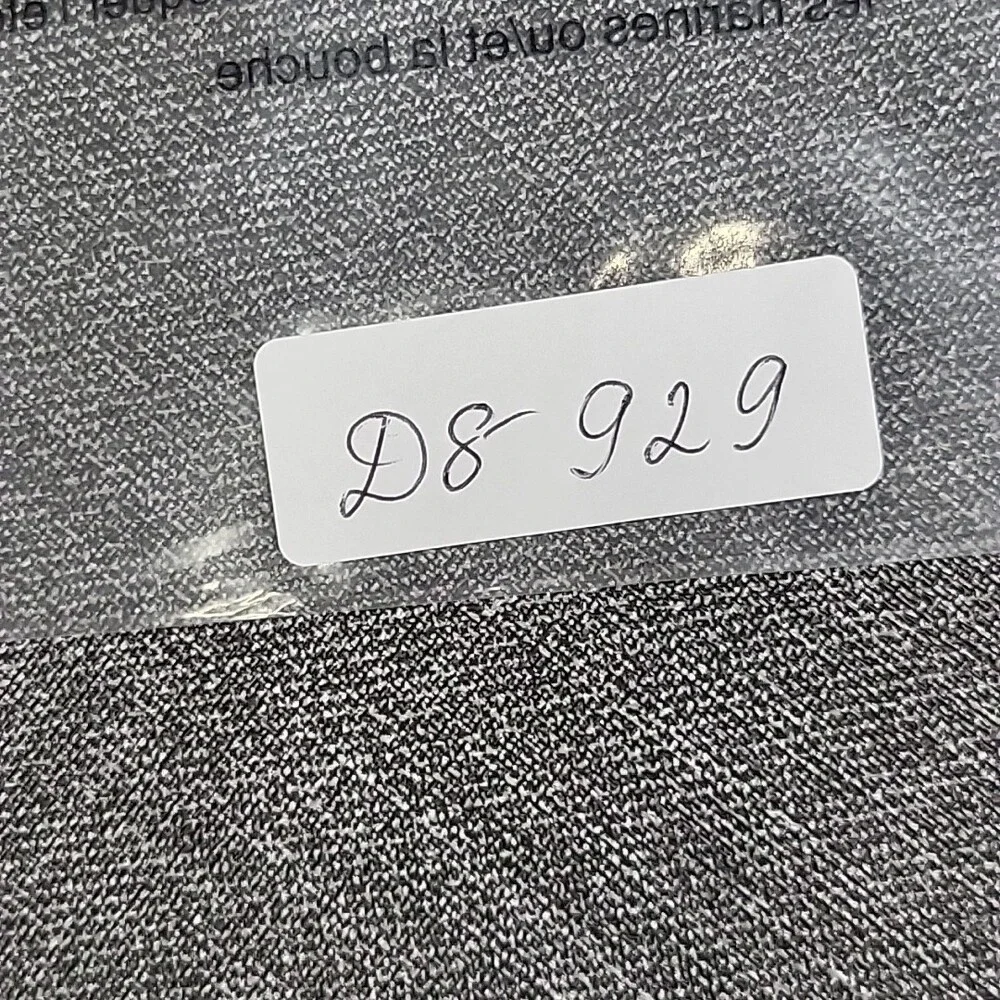 les narines ou/et la bouche
D8 929